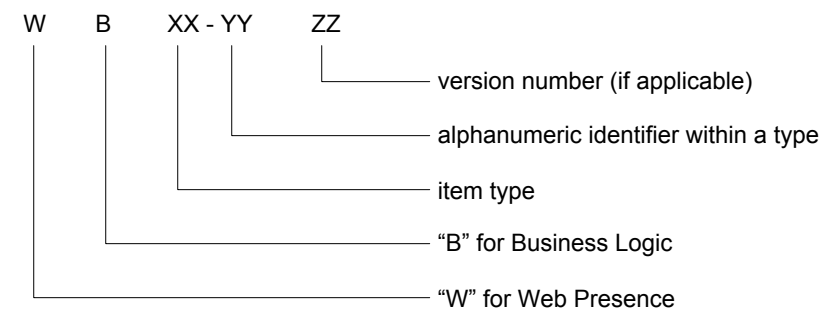 W B XX - YY ZZ
version number (if applicable)
alphanumeric identifier within a type
item type
“B” for Business Logic
“W” for Web Presence